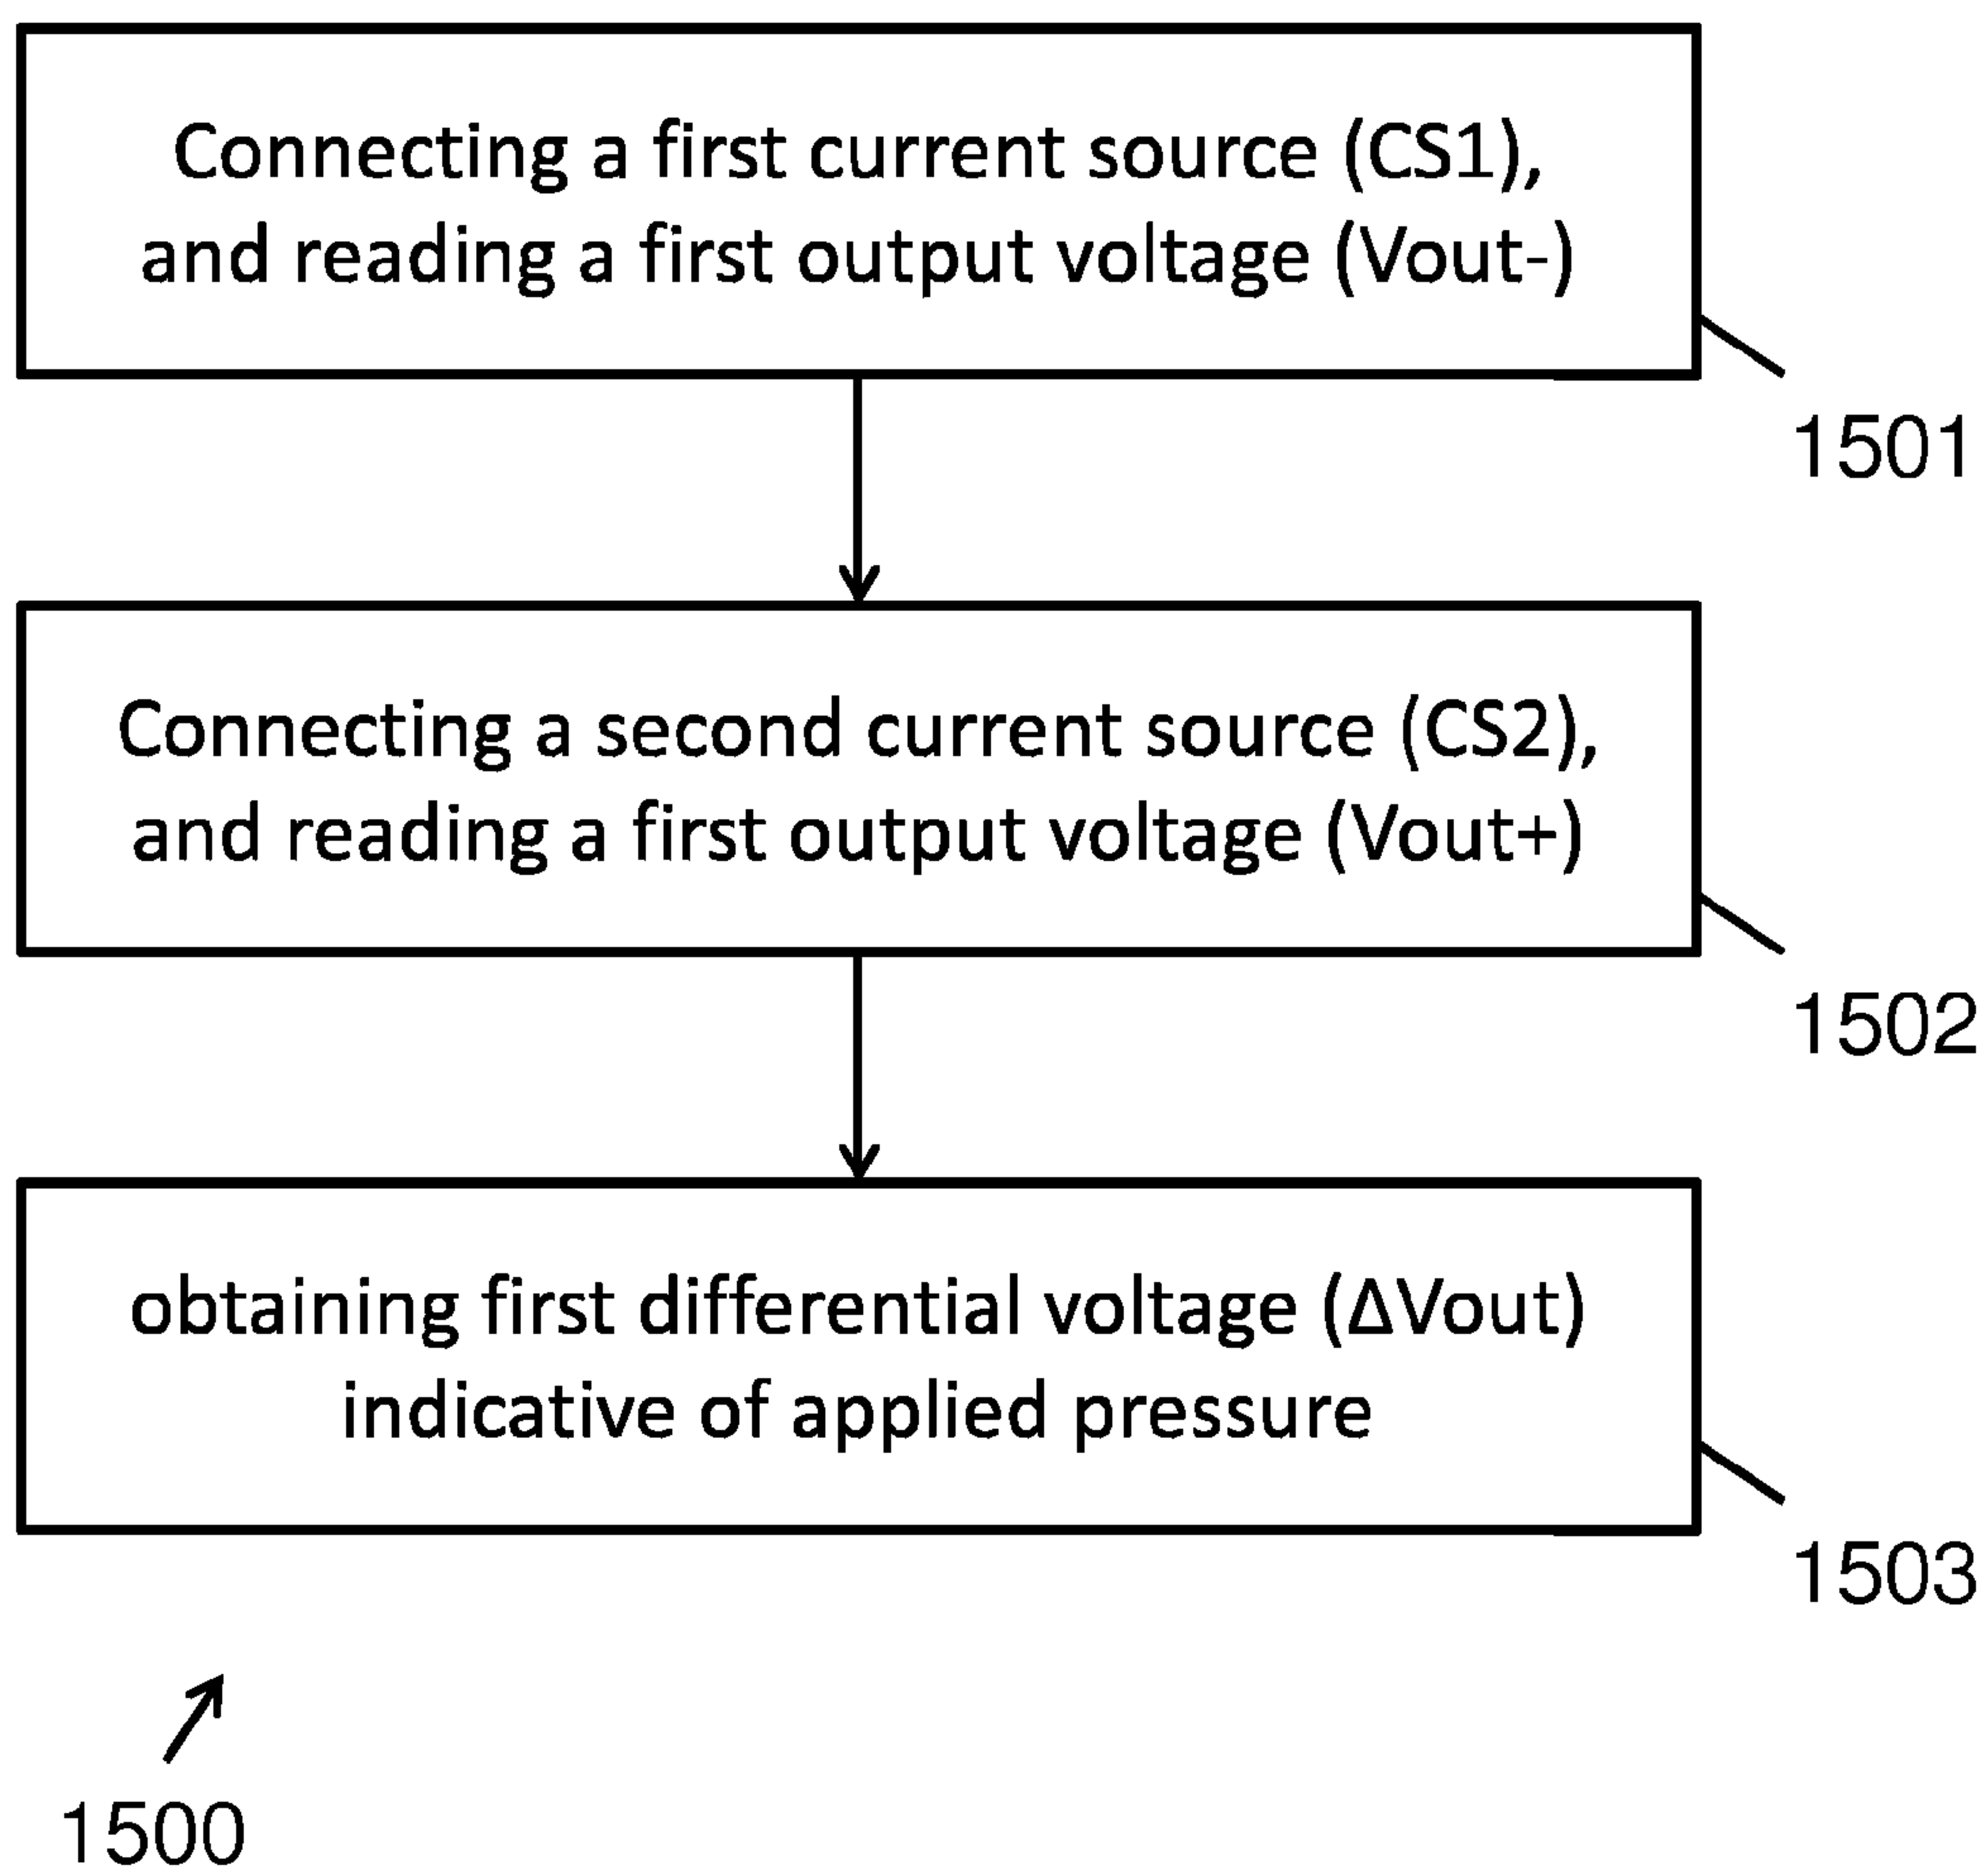 Connecting a first current source (CS1),
and reading a first output voltage (Vout-)
1501
Connecting a second current source (CS2),
and reading a first output voltage (Vout+)
1502
obtaining first differential voltage (ΔVout)
indicative of applied pressure
1503
1500